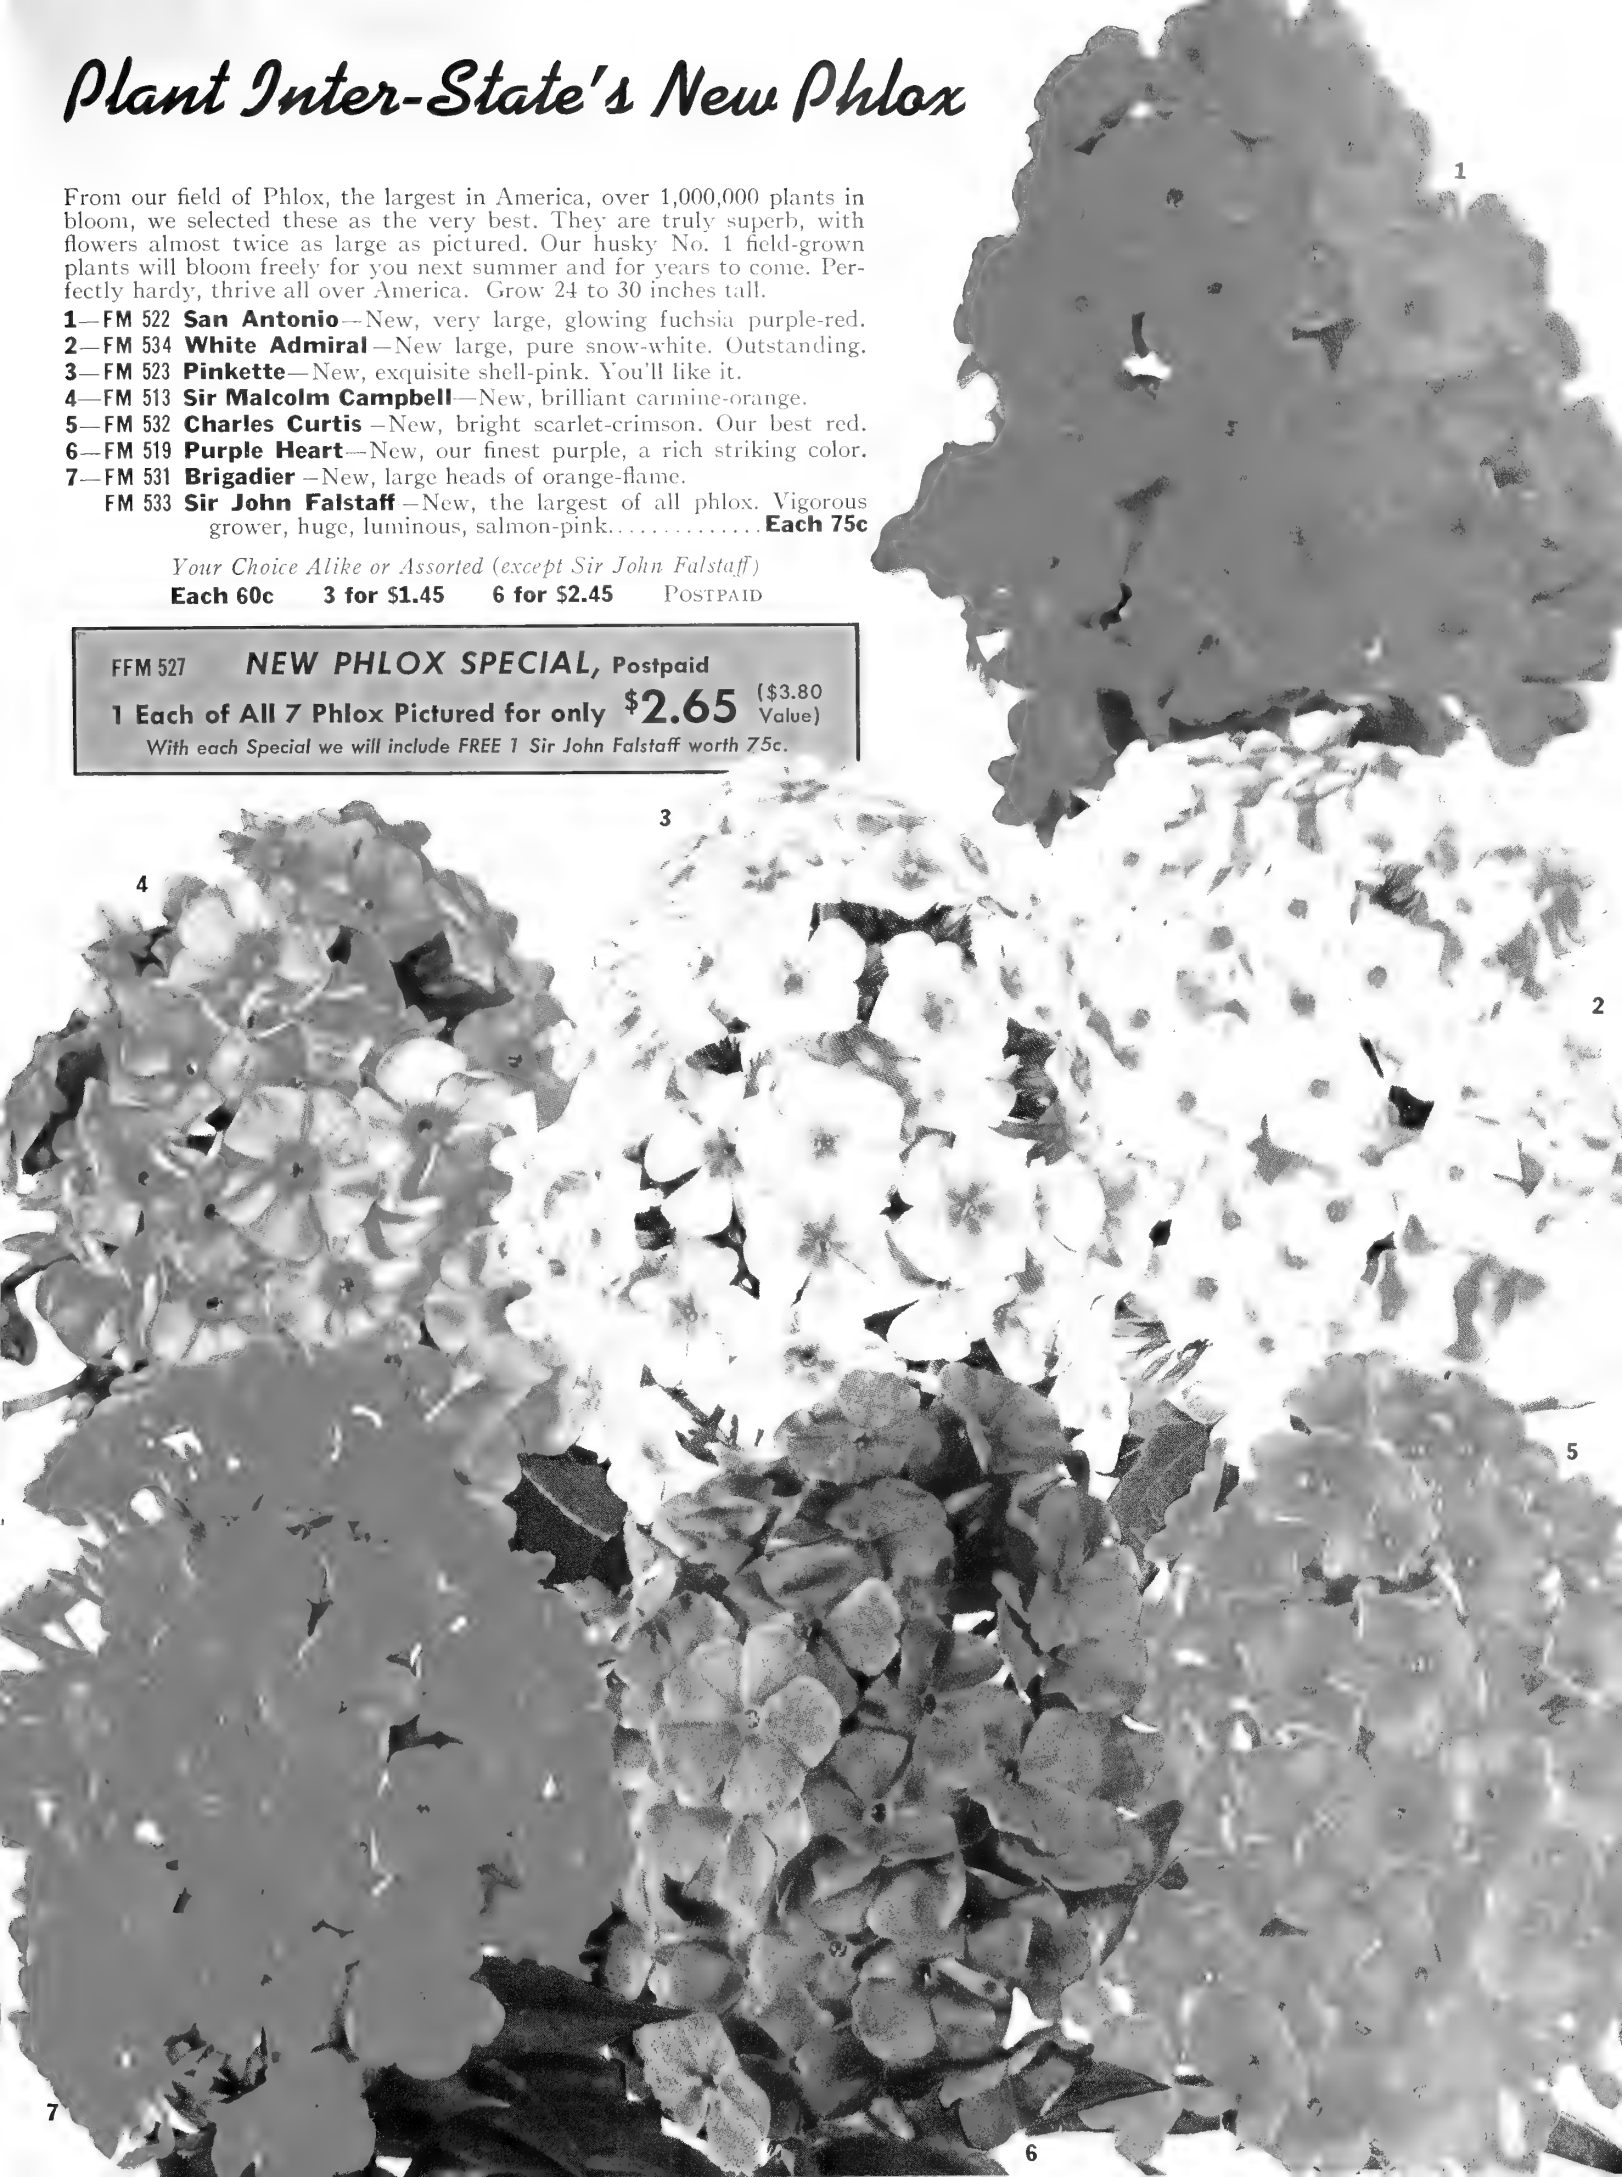 Plant Inter-State's New Phlox
1
From our field of Phlox, the largest in America, over 1,000,000 plants in
bloom, we selected these as the very best. They are truly superb, with
flowers almost twice as large as pictured. Our husky No. 1 field-grown
plants will bloom freely for you next summer and for years to come. Per-
fectly hardy, thrive all over America. Grow 24 to 30 inches tall.
1—FM 522 San Antonio—New, very large, glowing fuchsia purple-red.
2—FM 534 White Admiral—New large, pure snow-white. Outstanding.
3—FM 523 Pinkette—New, exquisite shell-pink. You'll like it.
4—FM 513 Sir Malcolm Campbell—New, brilliant carmine-orange.
5—FM 532 Charles Curtis—New, bright scarlet-crimson. Our best red.
6—FM 519 Purple Heart—New, our finest purple, a rich striking color.
7—FM 531 Brigadier—New, large heads of orange-flame.
FM 533 Sir John Falstaff—New, the largest of all phlox. Vigorous
grower, huge, luminous, salmon-pink..............Each 75c
Your Choice Alike or Assorted (except Sir John Falstaff)
Each 60c 3 for $1.45 6 for $2.45 POSTPAID
FFM 527 NEW PHLOX SPECIAL, Postpaid
1 Each of All 7 Phlox Pictured for only $2.65 ($3.80 Value)
With each Special we will include FREE 1 Sir John Falstaff worth 75c.
3
4
2
5
7
6